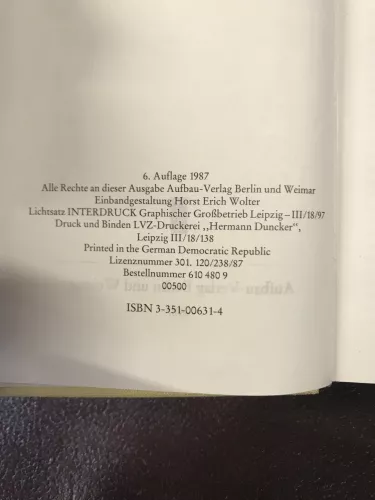 6. Auflage 1987
Alle Rechte an dieser Ausgabe Aufbau-Verlag Berlin und Weimar
Einbandgestaltung Horst Erich Wolter
Lichtsatz INTERDRUCK Graphischer Großbetrieb Leipzig – III/18/97
Druck und Binden LVZ-Druckerei „Hermann Duncker“,
Leipzig III/18/138
Printed in the German Democratic Republic
Lizenznummer 301. 120/238/87
Bestellnummer 610 480 9
00500
ISBN 3-351-00631-4